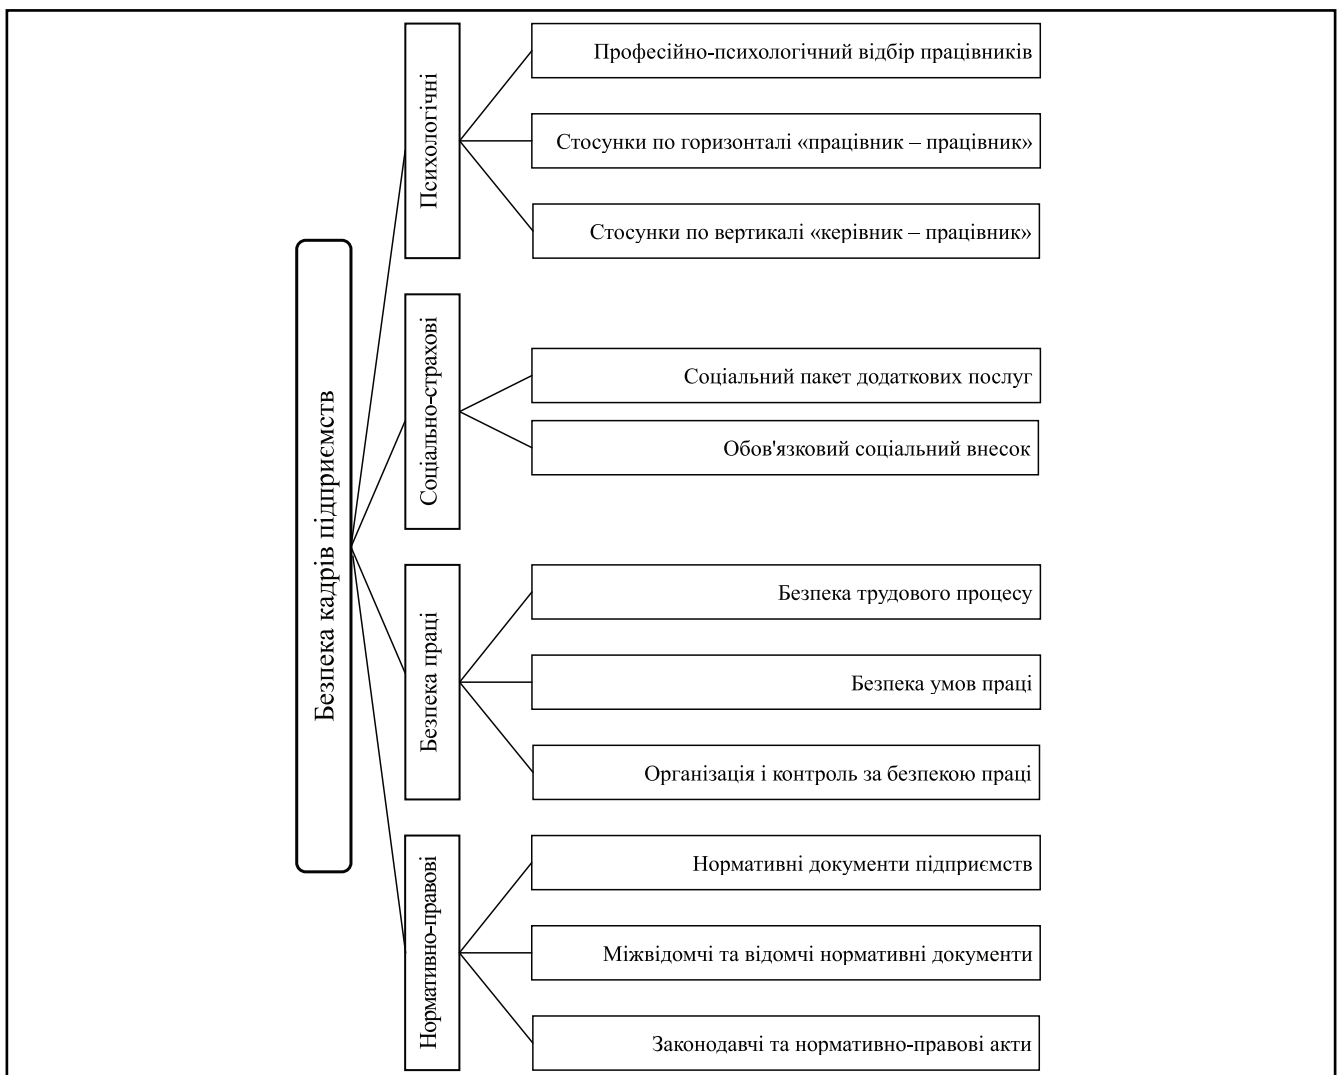 Безпека кадрів підприємств
Психологічні
Професійно-психологічний відбір працівників
Стосунки по горизонталі «працівник – працівник»
Стосунки по вертикалі «керівник – працівник»
Соціально-страхові
Соціальний пакет додаткових послуг
Обов'язковий соціальний внесок
Безпека праці
Безпека трудового процесу
Безпека умов праці
Організація і контроль за безпекою праці
Нормативно-правові
Нормативні документи підприємств
Міжвідомчі та відомчі нормативні документи
Законодавчі та нормативно-правові акти